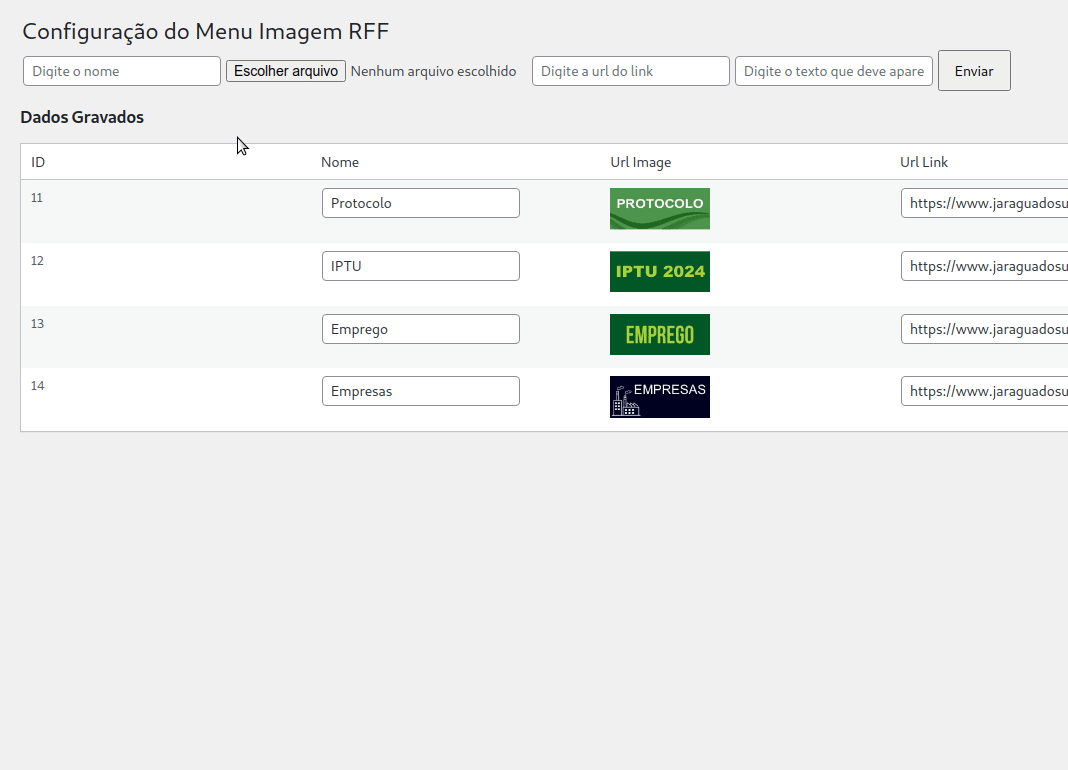 Configuração do Menu Imagem RFF
Digite o nome Escolher arquivo Nenhum arquivo escolhido Digite a url do link Digite o texto que deve apare Enviar
Dados Gravados
ID Nome Url Image Url Link
11 Protocolo PROTOCOLO https://www.jaraguadosu
12 IPTU IPTU 2024 https://www.jaraguadosu
13 Emprego EMPREGO https://www.jaraguadosu
14 Empresas EMPRESAS https://www.jaraguadosu